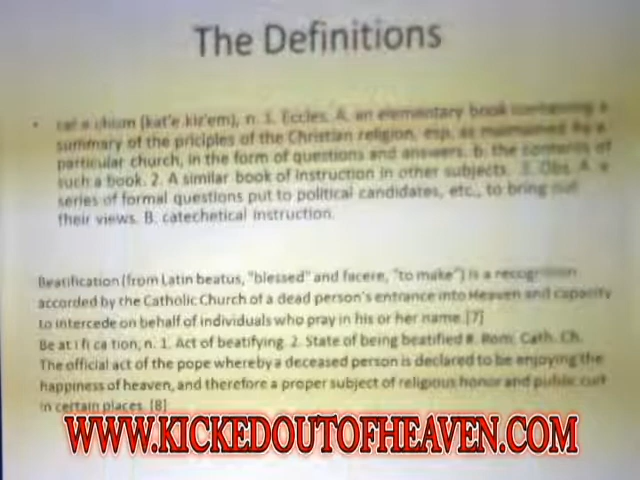 The Definitions
• cat e chism (kat'e kiz'em), n. 1. Eccles. A. an elementary book containing a
summary of the priciples of the Christian religion, esp. as maintained by a
particular church, in the form of questions and answers. b. the contents of
such a book. 2. A similar book of instruction in other subjects. 3. Obs. A. a
series of formal questions put to political candidates, etc., to bring out
their views. B. catechetical instruction.
Beatification (from Latin beatus, "blessed" and facere, "to make") is a recognition
accorded by the Catholic Church of a dead person's entrance into Heaven and capacity
to intercede on behalf of individuals who pray in his or her name.[7]
Be at i fi ca tion, n. 1. Act of beatifying. 2. State of being beatified Rom. Cath. Ch.
The official act of the pope whereby a deceased person is declared to be enjoying the
happiness of heaven, and therefore a proper subject of religious honor and public cult
in certain places. [8]
WWW.KICKEDOUTOFHEAVEN.COM